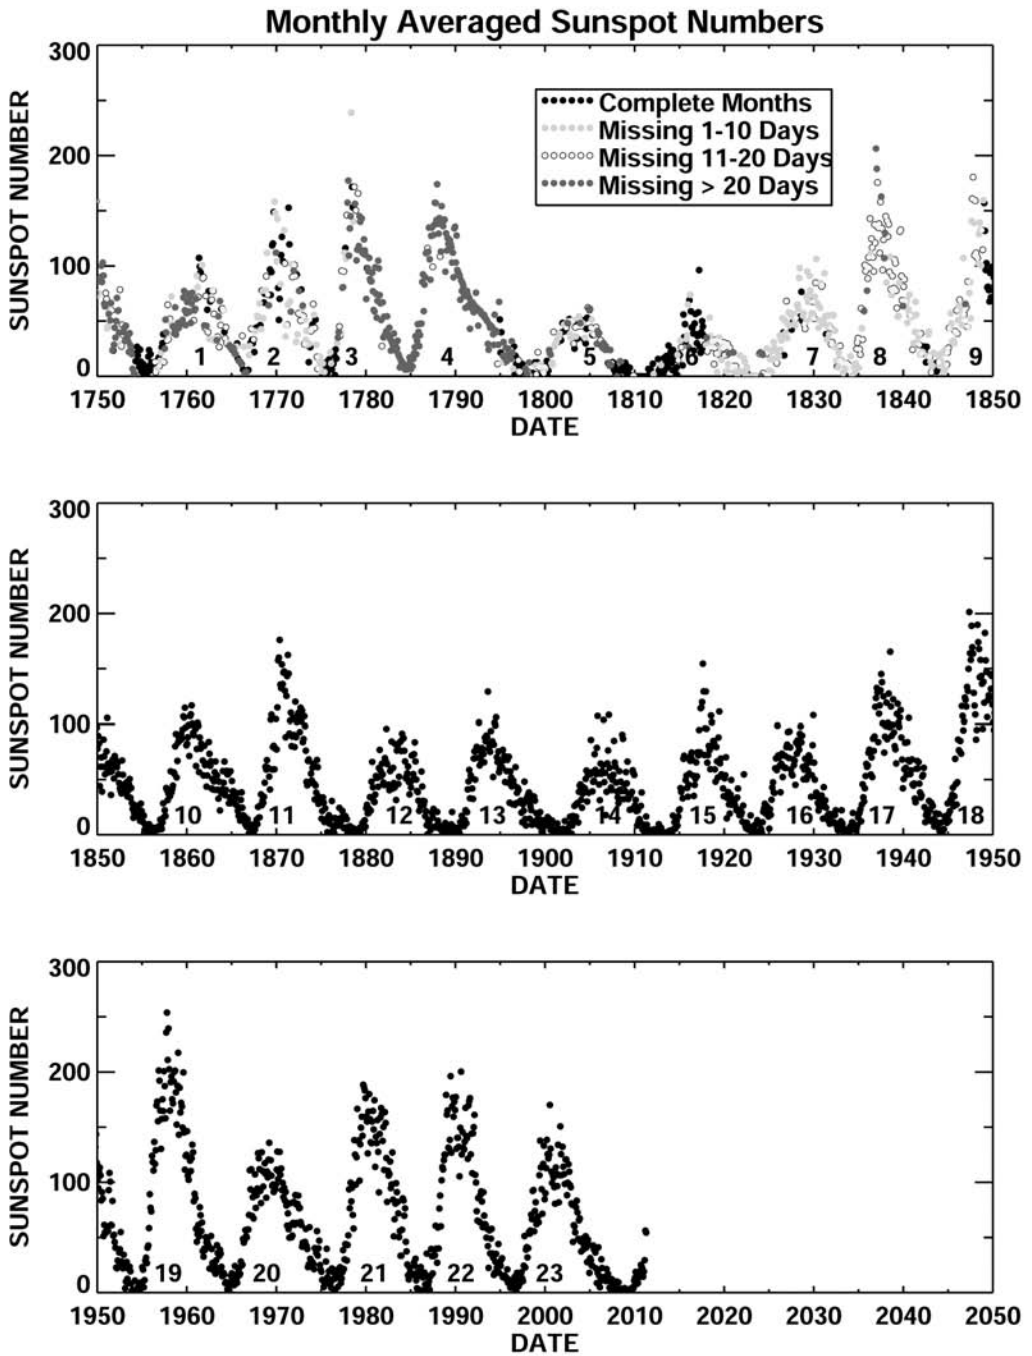 Monthly Averaged Sunspot Numbers
300
200
100
0
SUNSPOT NUMBER
Complete Months
Missing 1-10 Days
Missing 11-20 Days
Missing > 20 Days
1 2 3 4 5 6 7 8 9
1750 1760 1770 1780 1790 1800 1810 1820 1830 1840 1850
DATE
300
200
100
0
SUNSPOT NUMBER
10 11 12 13 14 15 16 17 18
1850 1860 1870 1880 1890 1900 1910 1920 1930 1940 1950
DATE
300
200
100
0
SUNSPOT NUMBER
19 20 21 22 23
1950 1960 1970 1980 1990 2000 2010 2020 2030 2040 2050
DATE